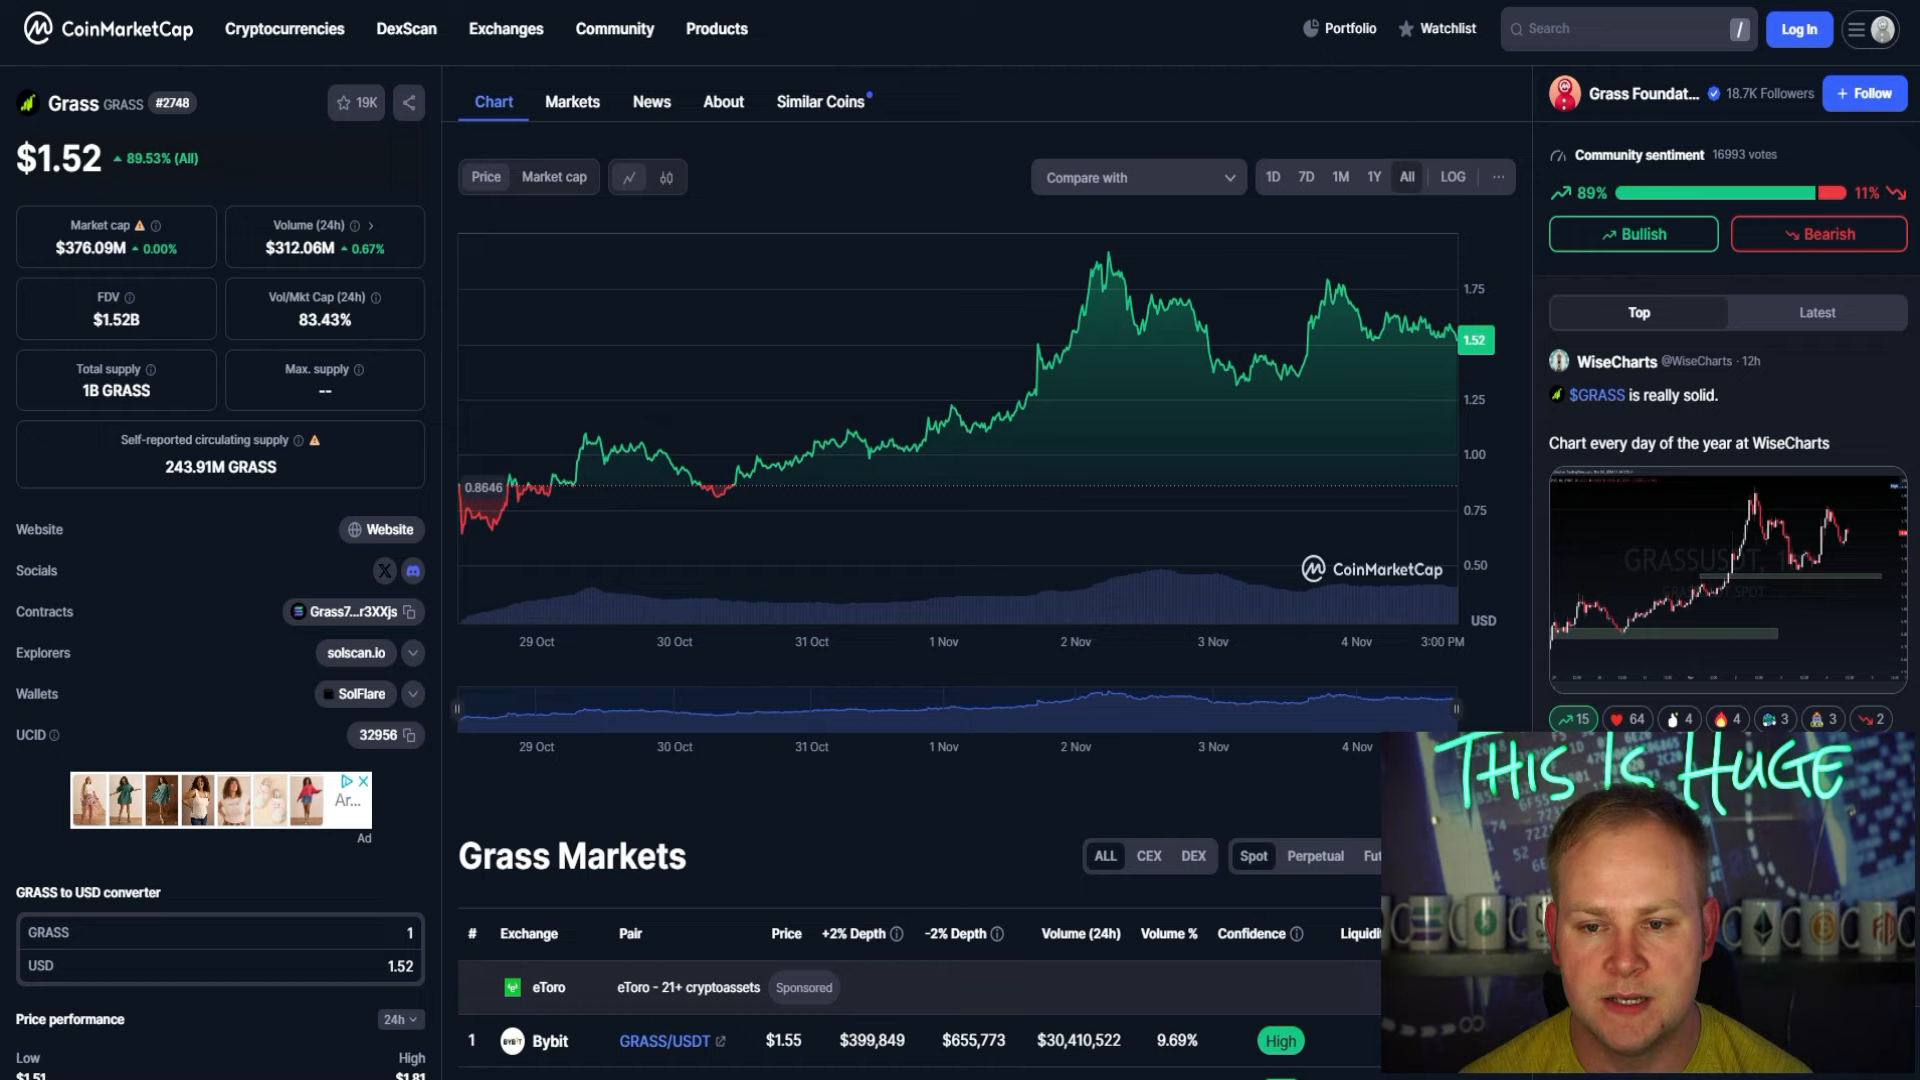 CoinMarketCap
Cryptocurrencies DexScan Exchanges Community Products
Portfolio Watchlist Search / Log In
Grass GRASS #2748 19K
$1.52 89.53% (All)
Market cap
$376.09M 0.00%
Volume (24h)
$312.06M 0.67%
FDV
$1.52B
Vol/Mkt Cap (24h)
83.43%
Total supply
1B GRASS
Max. supply
--
Self-reported circulating supply
243.91M GRASS
Website Website
Socials
Contracts Grass7...r3XXjs
Explorers solscan.io
Wallets SolFlare
UCID 32956
Ar...
Ad
GRASS to USD converter
GRASS 1
USD 1.52
Price performance 24h
Low High
$1.51 $1.81
Chart Markets News About Similar Coins
Price Market cap
Compare with
1D 7D 1M 1Y All LOG ...
1.75
1.52
1.25
1.00
0.8646
0.75
0.50
CoinMarketCap
USD
29 Oct 30 Oct 31 Oct 1 Nov 2 Nov 3 Nov 4 Nov 3:00 PM
29 Oct 30 Oct 31 Oct 1 Nov 2 Nov 3 Nov 4 Nov
Grass Markets
ALL CEX DEX Spot Perpetual Fut
# Exchange Pair Price +2% Depth -2% Depth Volume (24h) Volume % Confidence Liquidi
eToro eToro - 21+ cryptoassets Sponsored
1 BYBIT Bybit GRASS/USDT $1.55 $399,849 $655,773 $30,410,522 9.69% High
Grass Foundat... 18.7K Followers + Follow
Community sentiment 16993 votes
89% 11%
Bullish Bearish
Top Latest
WiseCharts @WiseCharts · 12h
$GRASS is really solid.
Chart every day of the year at WiseCharts
15 64 4 4 3 3 2
THIS IS HUGE